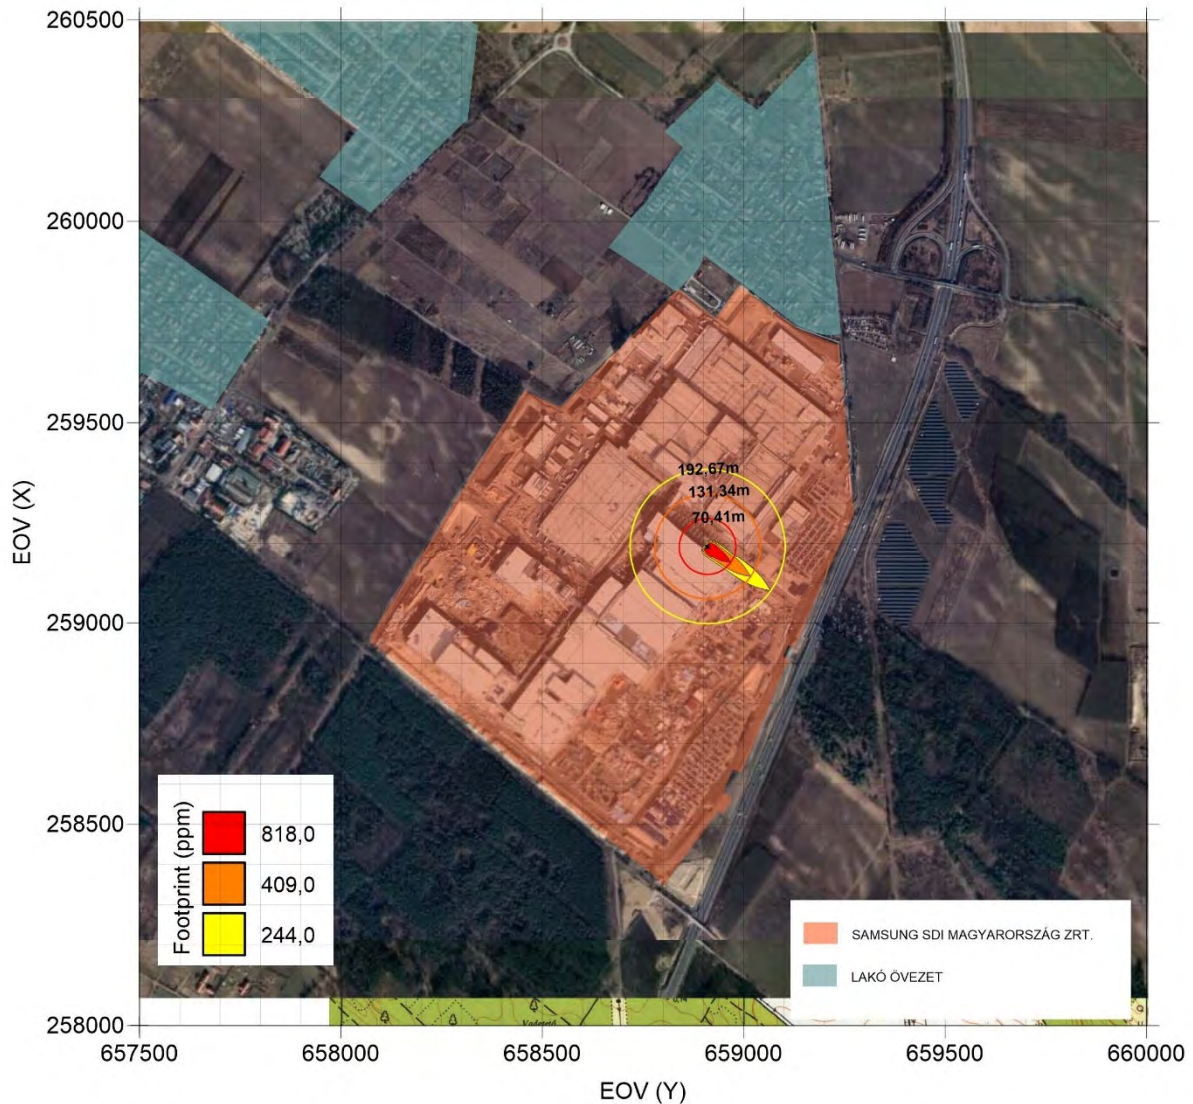 260500
260000
259500
259000
258500
258000
EOV (X)
192,67m
131,34m
70,41m
Footprint (ppm)
818,0
409,0
244,0
SAMSUNG SDI MAGYARORSZÁG ZRT.
LAKÓ ÖVEZET
657500 658000 658500 659000 659500 660000
EOV (Y)